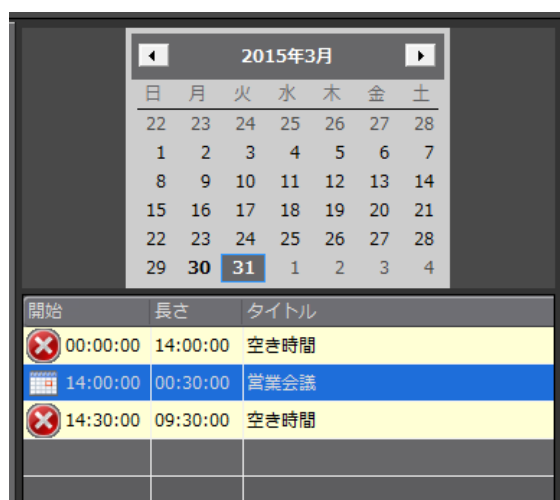 2015年3月
日 月 火 水 木 金 土
22 23 24 25 26 27 28
1 2 3 4 5 6 7
8 9 10 11 12 13 14
15 16 17 18 19 20 21
22 23 24 25 26 27 28
29 30 31 1 2 3 4
開始 長さ タイトル
00:00:00 14:00:00 空き時間
14:00:00 00:30:00 営業会議
14:30:00 09:30:00 空き時間